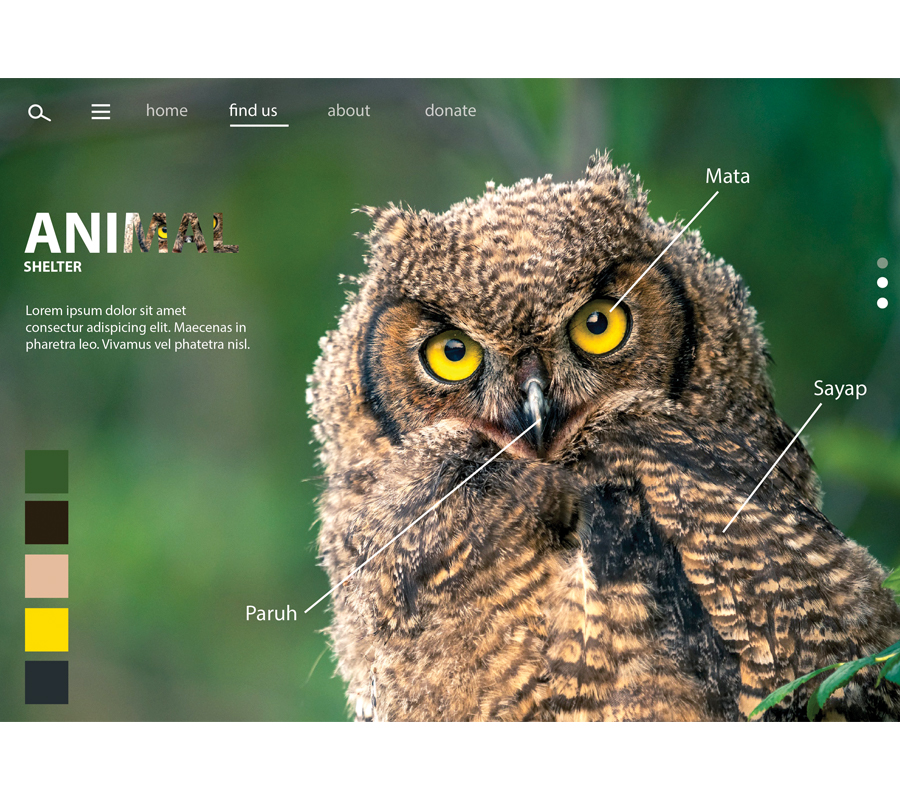 home find us about donate
Mata
ANIMAL
SHELTER
Lorem ipsum dolor sit amet
consectur adispicing elit. Maecenas in
pharetra leo. Vivamus vel phatetra nisl.
Sayap
Paruh